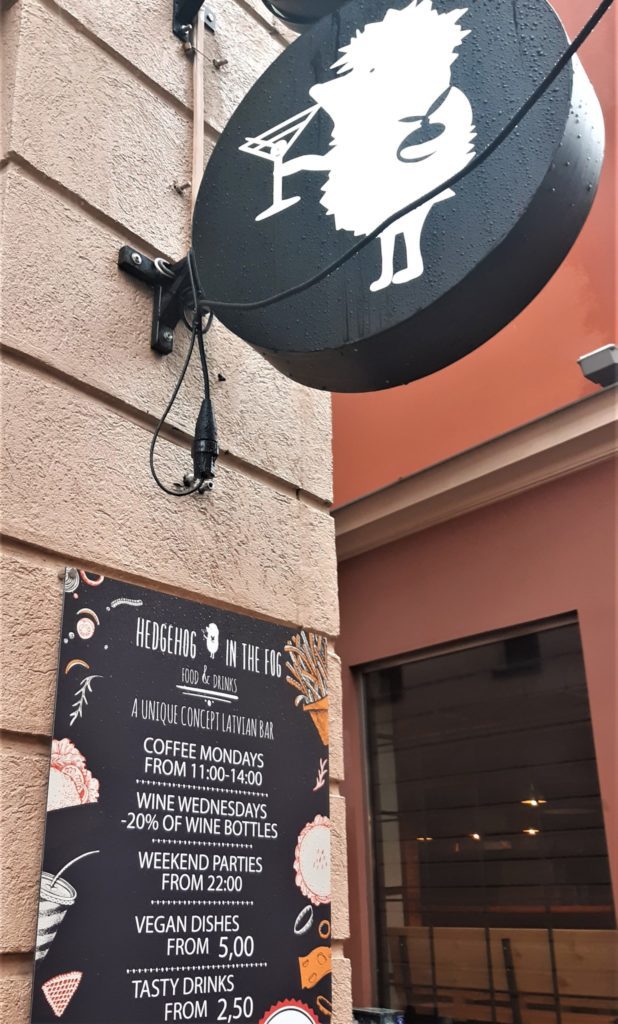 HEDGEHOG IN THE FOG
FOOD & DRINKS
A UNIQUE CONCEPT LATVIAN BAR
COFFEE MONDAYS
FROM 11:00-14:00
WINE WEDNESDAYS
-20% OF WINE BOTTLES
WEEKEND PARTIES
FROM 22:00
VEGAN DISHES
FROM 5,00
TASTY DRINKS
FROM 2,50